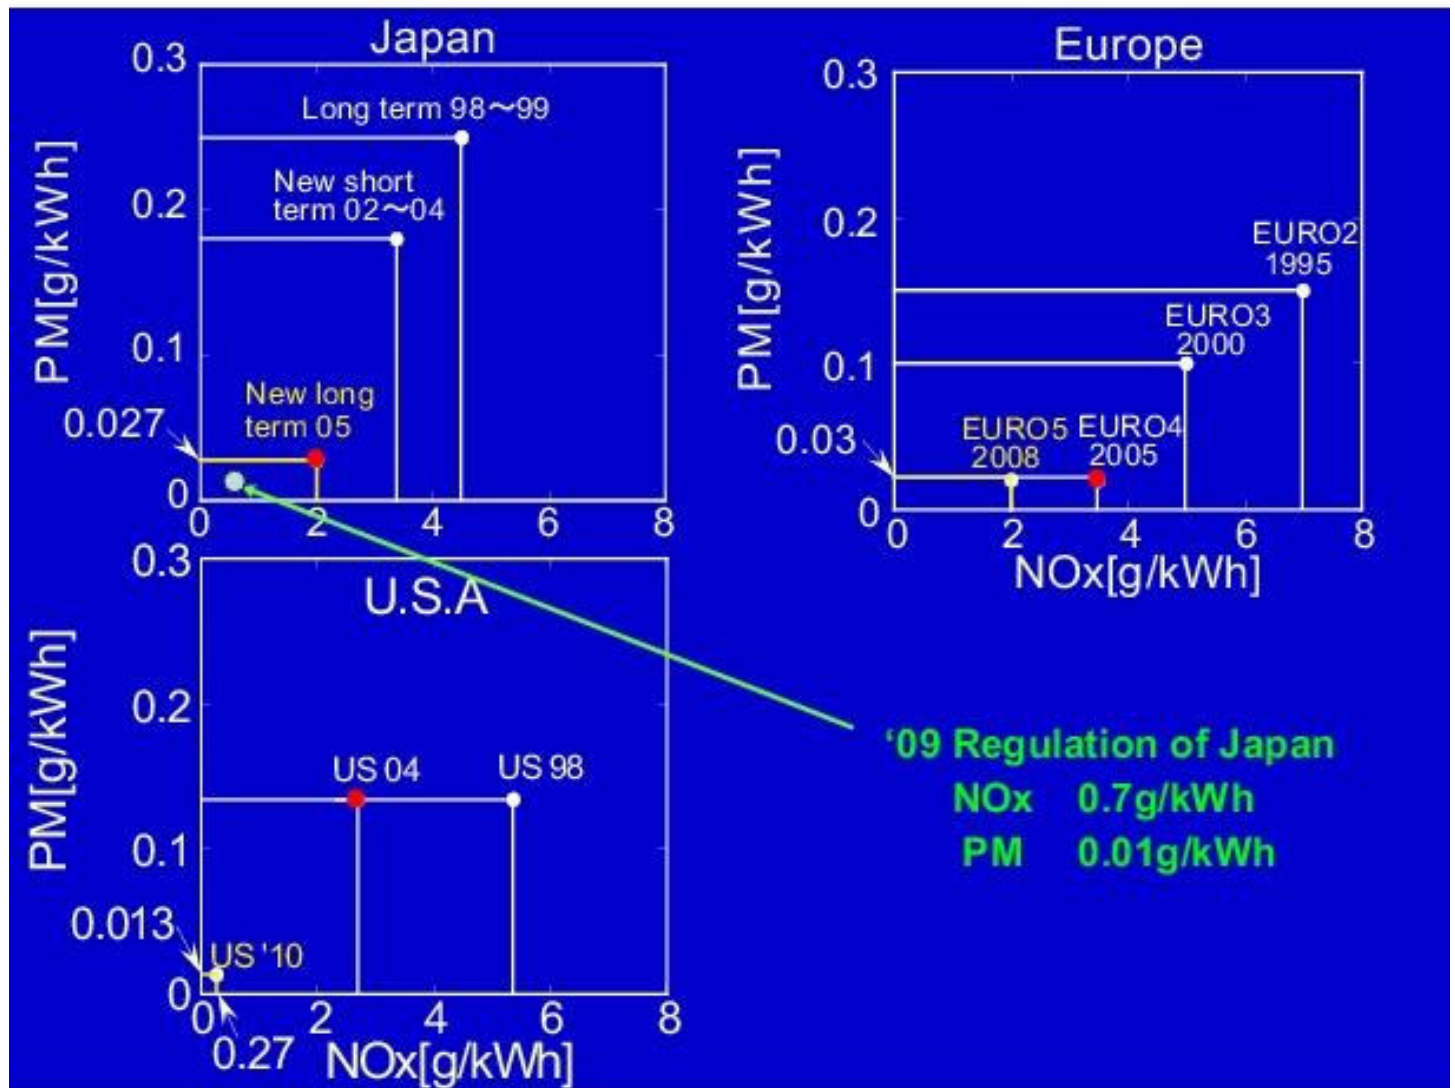 Japan
0.3
0.2
0.1
0
PM[g/kWh]
Long term 98～99
New short
term 02～04
New long
term 05
0.027
0 2 4 6 8
Europe
0.3
0.2
0.1
0
PM[g/kWh]
EURO2
1995
EURO3
2000
EURO5
2008
EURO4
2005
0.03
0 2 4 6 8
NOx[g/kWh]
U.S.A
0.3
0.2
0.1
0
PM[g/kWh]
US 04
US 98
0.013
US '10
0 2 4 6 8
0.27
NOx[g/kWh]
‘09 Regulation of Japan
NOx 0.7g/kWh
PM 0.01g/kWh